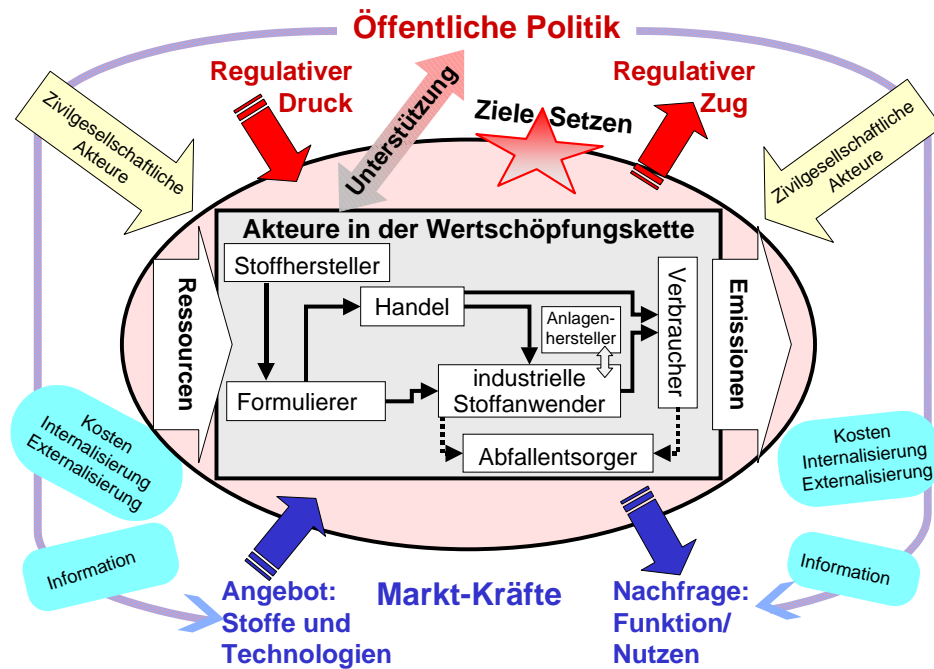 Öffentliche Politik
Regulativer
Druck
Unterstützung
Ziele Setzen
Regulativer
Zug
Zivilgesellschaftliche
Akteure
Zivilgesellschaftliche
Akteure
Akteure in der Wertschöpfungskette
Stoffhersteller
Handel
Anlagen-
hersteller
Verbraucher
Ressourcen
Emissionen
Formulierer
industrielle
Stoffanwender
Abfallentsorger
Kosten
Internalisierung
Externalisierung
Kosten
Internalisierung
Externalisierung
Information
Information
Angebot:
Stoffe und
Technologien
Markt-Kräfte
Nachfrage:
Funktion/
Nutzen